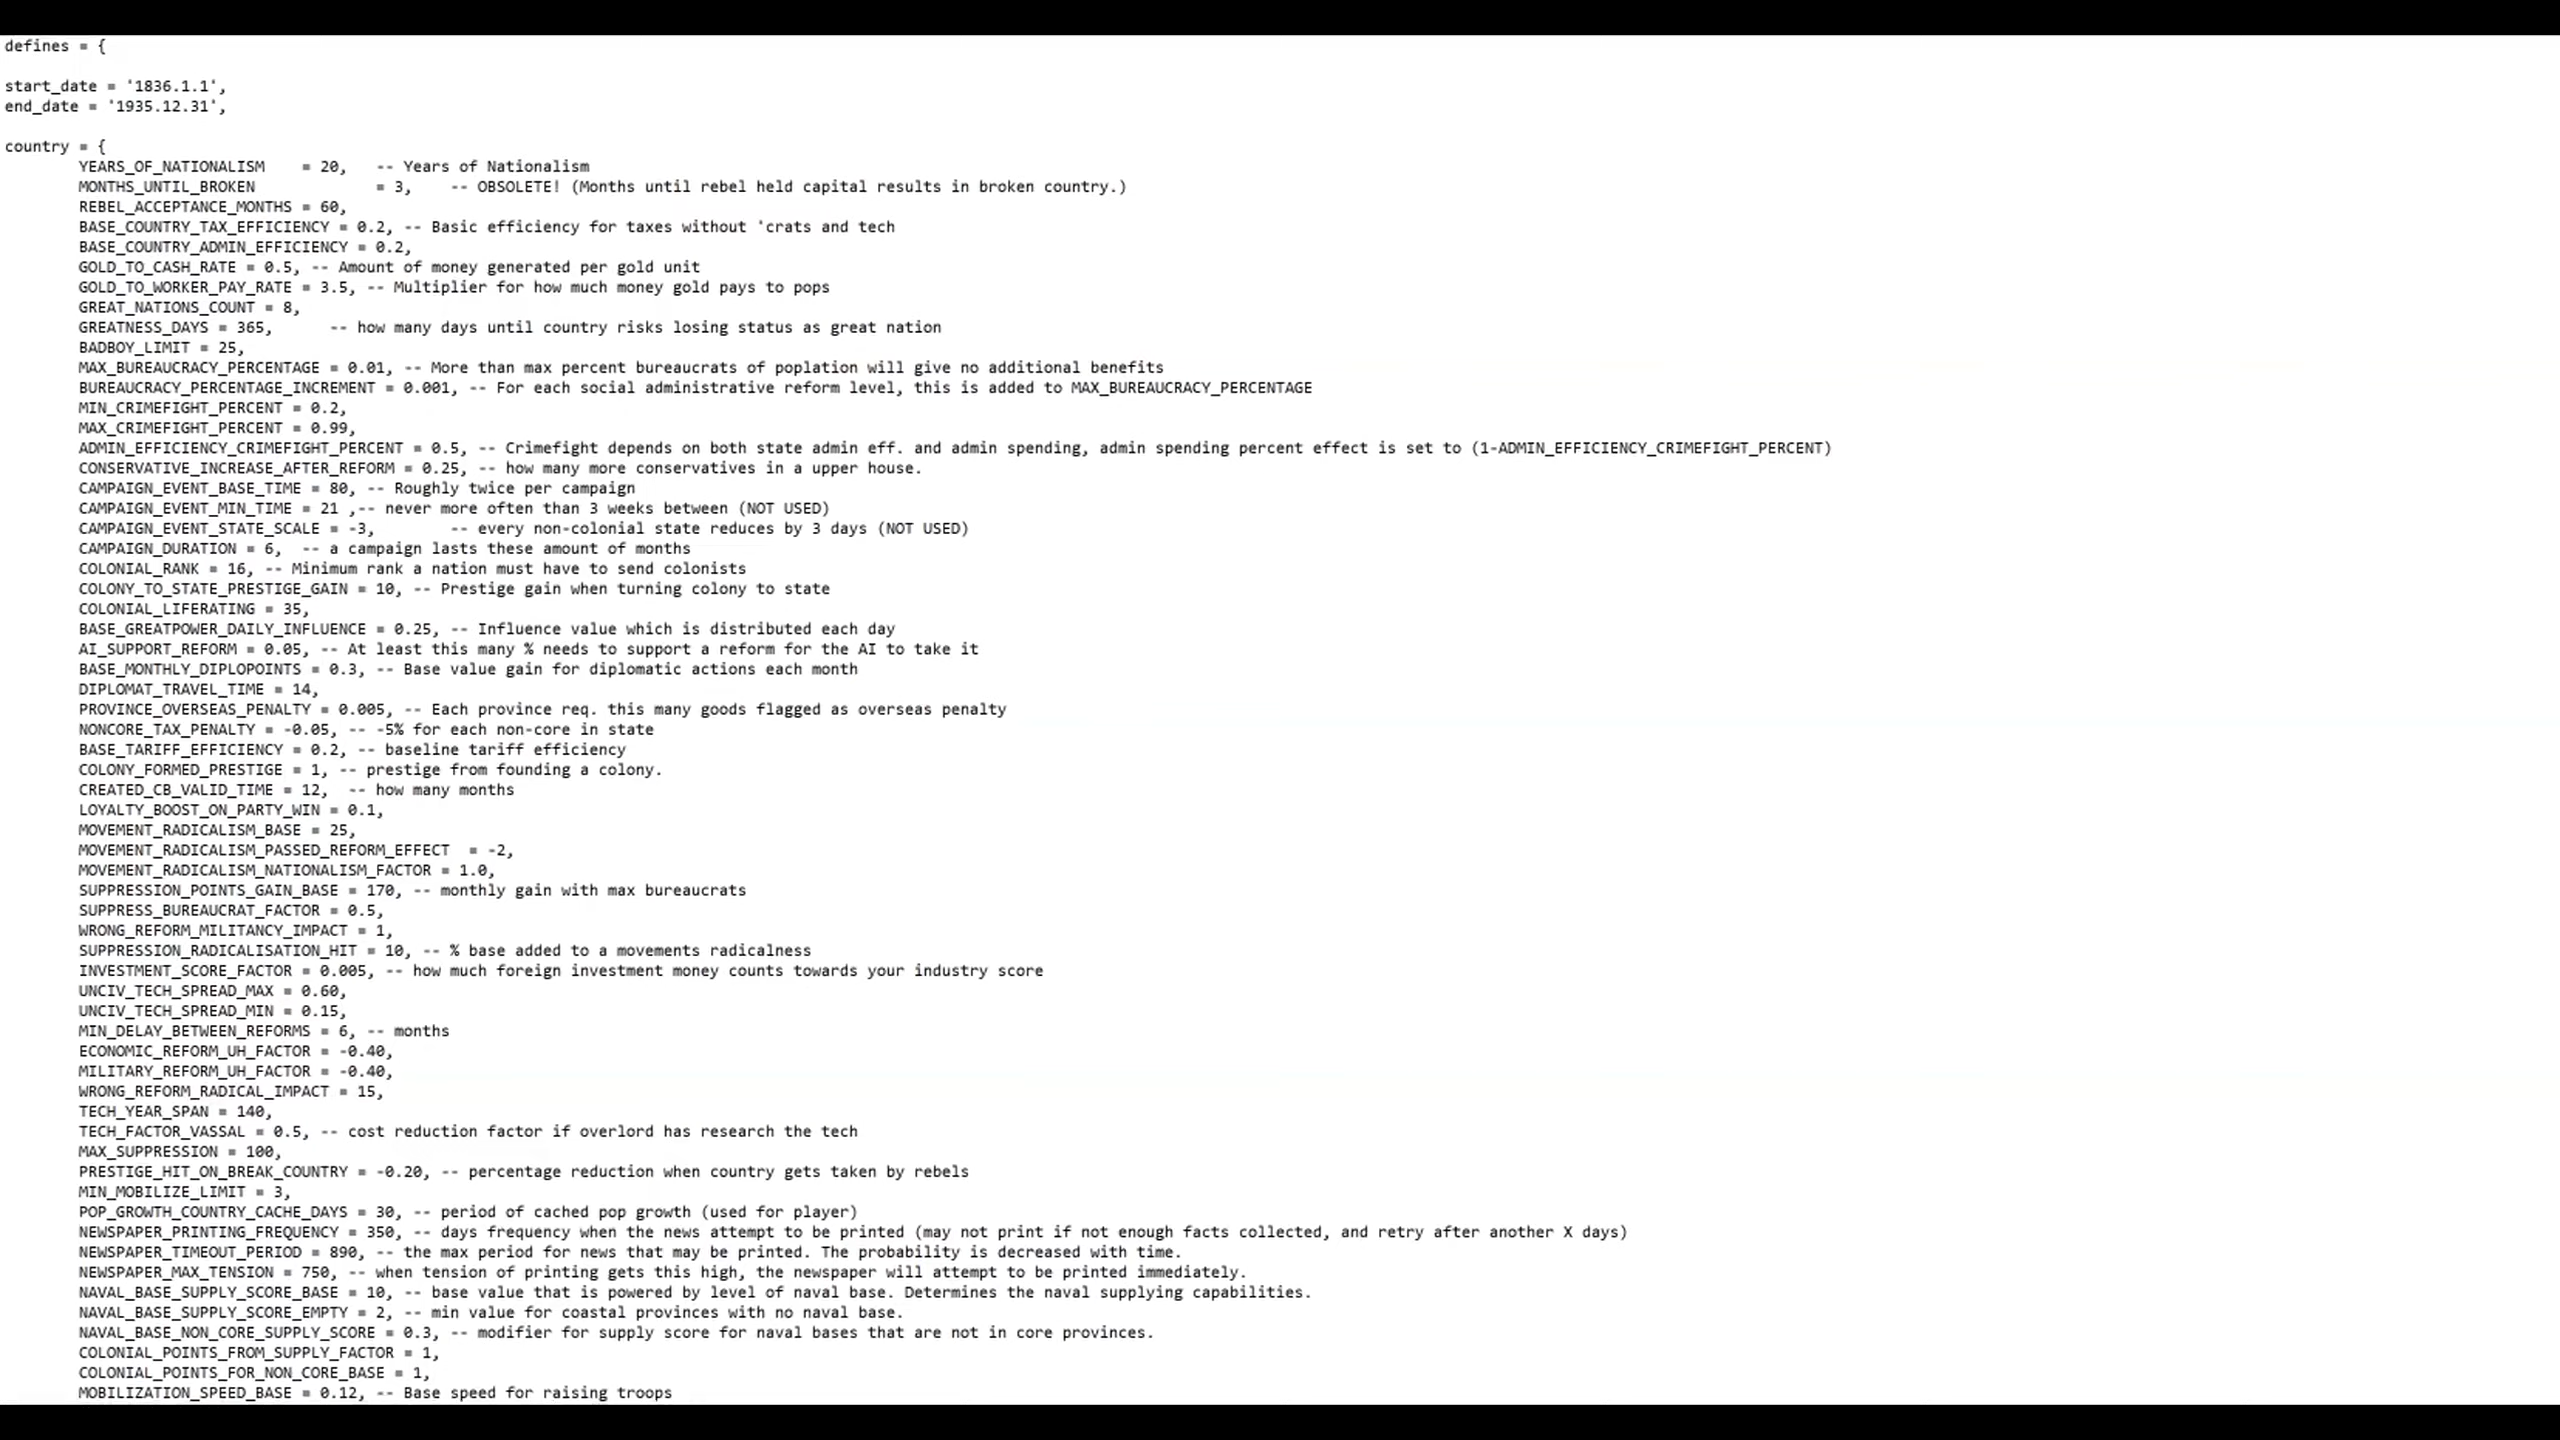 defines = {
start_date = '1836.1.1',
end_date = '1935.12.31',
country = {
YEARS_OF_NATIONALISM = 20, -- Years of Nationalism
MONTHS_UNTIL_BROKEN = 3, -- OBSOLETE! (Months until rebel held capital results in broken country.)
REBEL_ACCEPTANCE_MONTHS = 60,
BASE_COUNTRY_TAX_EFFICIENCY = 0.2, -- Basic efficiency for taxes without 'crats and tech
BASE_COUNTRY_ADMIN_EFFICIENCY = 0.2,
GOLD_TO_CASH_RATE = 0.5, -- Amount of money generated per gold unit
GOLD_TO_WORKER_PAY_RATE = 3.5, -- Multiplier for how much money gold pays to pops
GREAT_NATIONS_COUNT = 8,
GREATNESS_DAYS = 365, -- how many days until country risks losing status as great nation
BADBOY_LIMIT = 25,
MAX_BUREAUCRACY_PERCENTAGE = 0.01, -- More than max percent bureaucrats of poplation will give no additional benefits
BUREAUCRACY_PERCENTAGE_INCREMENT = 0.001, -- For each social administrative reform level, this is added to MAX_BUREAUCRACY_PERCENTAGE
MIN_CRIMEFIGHT_PERCENT = 0.2,
MAX_CRIMEFIGHT_PERCENT = 0.99,
ADMIN_EFFICIENCY_CRIMEFIGHT_PERCENT = 0.5, -- Crimefight depends on both state admin eff. and admin spending, admin spending percent effect is set to (1-ADMIN_EFFICIENCY_CRIMEFIGHT_PERCENT)
CONSERVATIVE_INCREASE_AFTER_REFORM = 0.25, -- how many more conservatives in a upper house.
CAMPAIGN_EVENT_BASE_TIME = 80, -- Roughly twice per campaign
CAMPAIGN_EVENT_MIN_TIME = 21 ,-- never more often than 3 weeks between (NOT USED)
CAMPAIGN_EVENT_STATE_SCALE = -3, -- every non-colonial state reduces by 3 days (NOT USED)
CAMPAIGN_DURATION = 6, -- a campaign lasts these amount of months
COLONIAL_RANK = 16, -- Minimum rank a nation must have to send colonists
COLONY_TO_STATE_PRESTIGE_GAIN = 10, -- Prestige gain when turning colony to state
COLONIAL_LIFERATING = 35,
BASE_GREATPOWER_DAILY_INFLUENCE = 0.25, -- Influence value which is distributed each day
AI_SUPPORT_REFORM = 0.05, -- At least this many % needs to support a reform for the AI to take it
BASE_MONTHLY_DIPLOPOINTS = 0.3, -- Base value gain for diplomatic actions each month
DIPLOMAT_TRAVEL_TIME = 14,
PROVINCE_OVERSEAS_PENALTY = 0.005, -- Each province req. this many goods flagged as overseas penalty
NONCORE_TAX_PENALTY = -0.05, -- -5% for each non-core in state
BASE_TARIFF_EFFICIENCY = 0.2, -- baseline tariff efficiency
COLONY_FORMED_PRESTIGE = 1, -- prestige from founding a colony.
CREATED_CB_VALID_TIME = 12, -- how many months
LOYALTY_BOOST_ON_PARTY_WIN = 0.1,
MOVEMENT_RADICALISM_BASE = 25,
MOVEMENT_RADICALISM_PASSED_REFORM_EFFECT = -2,
MOVEMENT_RADICALISM_NATIONALISM_FACTOR = 1.0,
SUPPRESSION_POINTS_GAIN_BASE = 170, -- monthly gain with max bureaucrats
SUPPRESS_BUREAUCRAT_FACTOR = 0.5,
WRONG_REFORM_MILITANCY_IMPACT = 1,
SUPPRESSION_RADICALISATION_HIT = 10, -- % base added to a movements radicalness
INVESTMENT_SCORE_FACTOR = 0.005, -- how much foreign investment money counts towards your industry score
UNCIV_TECH_SPREAD_MAX = 0.60,
UNCIV_TECH_SPREAD_MIN = 0.15,
MIN_DELAY_BETWEEN_REFORMS = 6, -- months
ECONOMIC_REFORM_UH_FACTOR = -0.40,
MILITARY_REFORM_UH_FACTOR = -0.40,
WRONG_REFORM_RADICAL_IMPACT = 15,
TECH_YEAR_SPAN = 140,
TECH_FACTOR_VASSAL = 0.5, -- cost reduction factor if overlord has research the tech
MAX_SUPPRESSION = 100,
PRESTIGE_HIT_ON_BREAK_COUNTRY = -0.20, -- percentage reduction when country gets taken by rebels
MIN_MOBILIZE_LIMIT = 3,
POP_GROWTH_COUNTRY_CACHE_DAYS = 30, -- period of cached pop growth (used for player)
NEWSPAPER_PRINTING_FREQUENCY = 350, -- days frequency when the news attempt to be printed (may not print if not enough facts collected, and retry after another X days)
NEWSPAPER_TIMEOUT_PERIOD = 890, -- the max period for news that may be printed. The probability is decreased with time.
NEWSPAPER_MAX_TENSION = 750, -- when tension of printing gets this high, the newspaper will attempt to be printed immediately.
NAVAL_BASE_SUPPLY_SCORE_BASE = 10, -- base value that is powered by level of naval base. Determines the naval supplying capabilities.
NAVAL_BASE_SUPPLY_SCORE_EMPTY = 2, -- min value for coastal provinces with no naval base.
NAVAL_BASE_NON_CORE_SUPPLY_SCORE = 0.3, -- modifier for supply score for naval bases that are not in core provinces.
COLONIAL_POINTS_FROM_SUPPLY_FACTOR = 1,
COLONIAL_POINTS_FOR_NON_CORE_BASE = 1,
MOBILIZATION_SPEED_BASE = 0.12, -- Base speed for raising troops